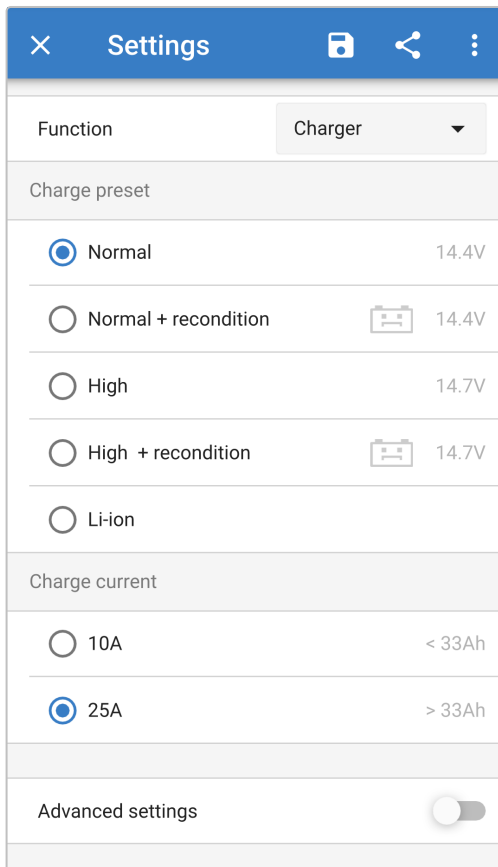 Settings
Function Charger
Charge preset
Normal 14.4V
Normal + recondition 14.4V
High 14.7V
High + recondition 14.7V
Li-ion
Charge current
10A < 33Ah
25A > 33Ah
Advanced settings